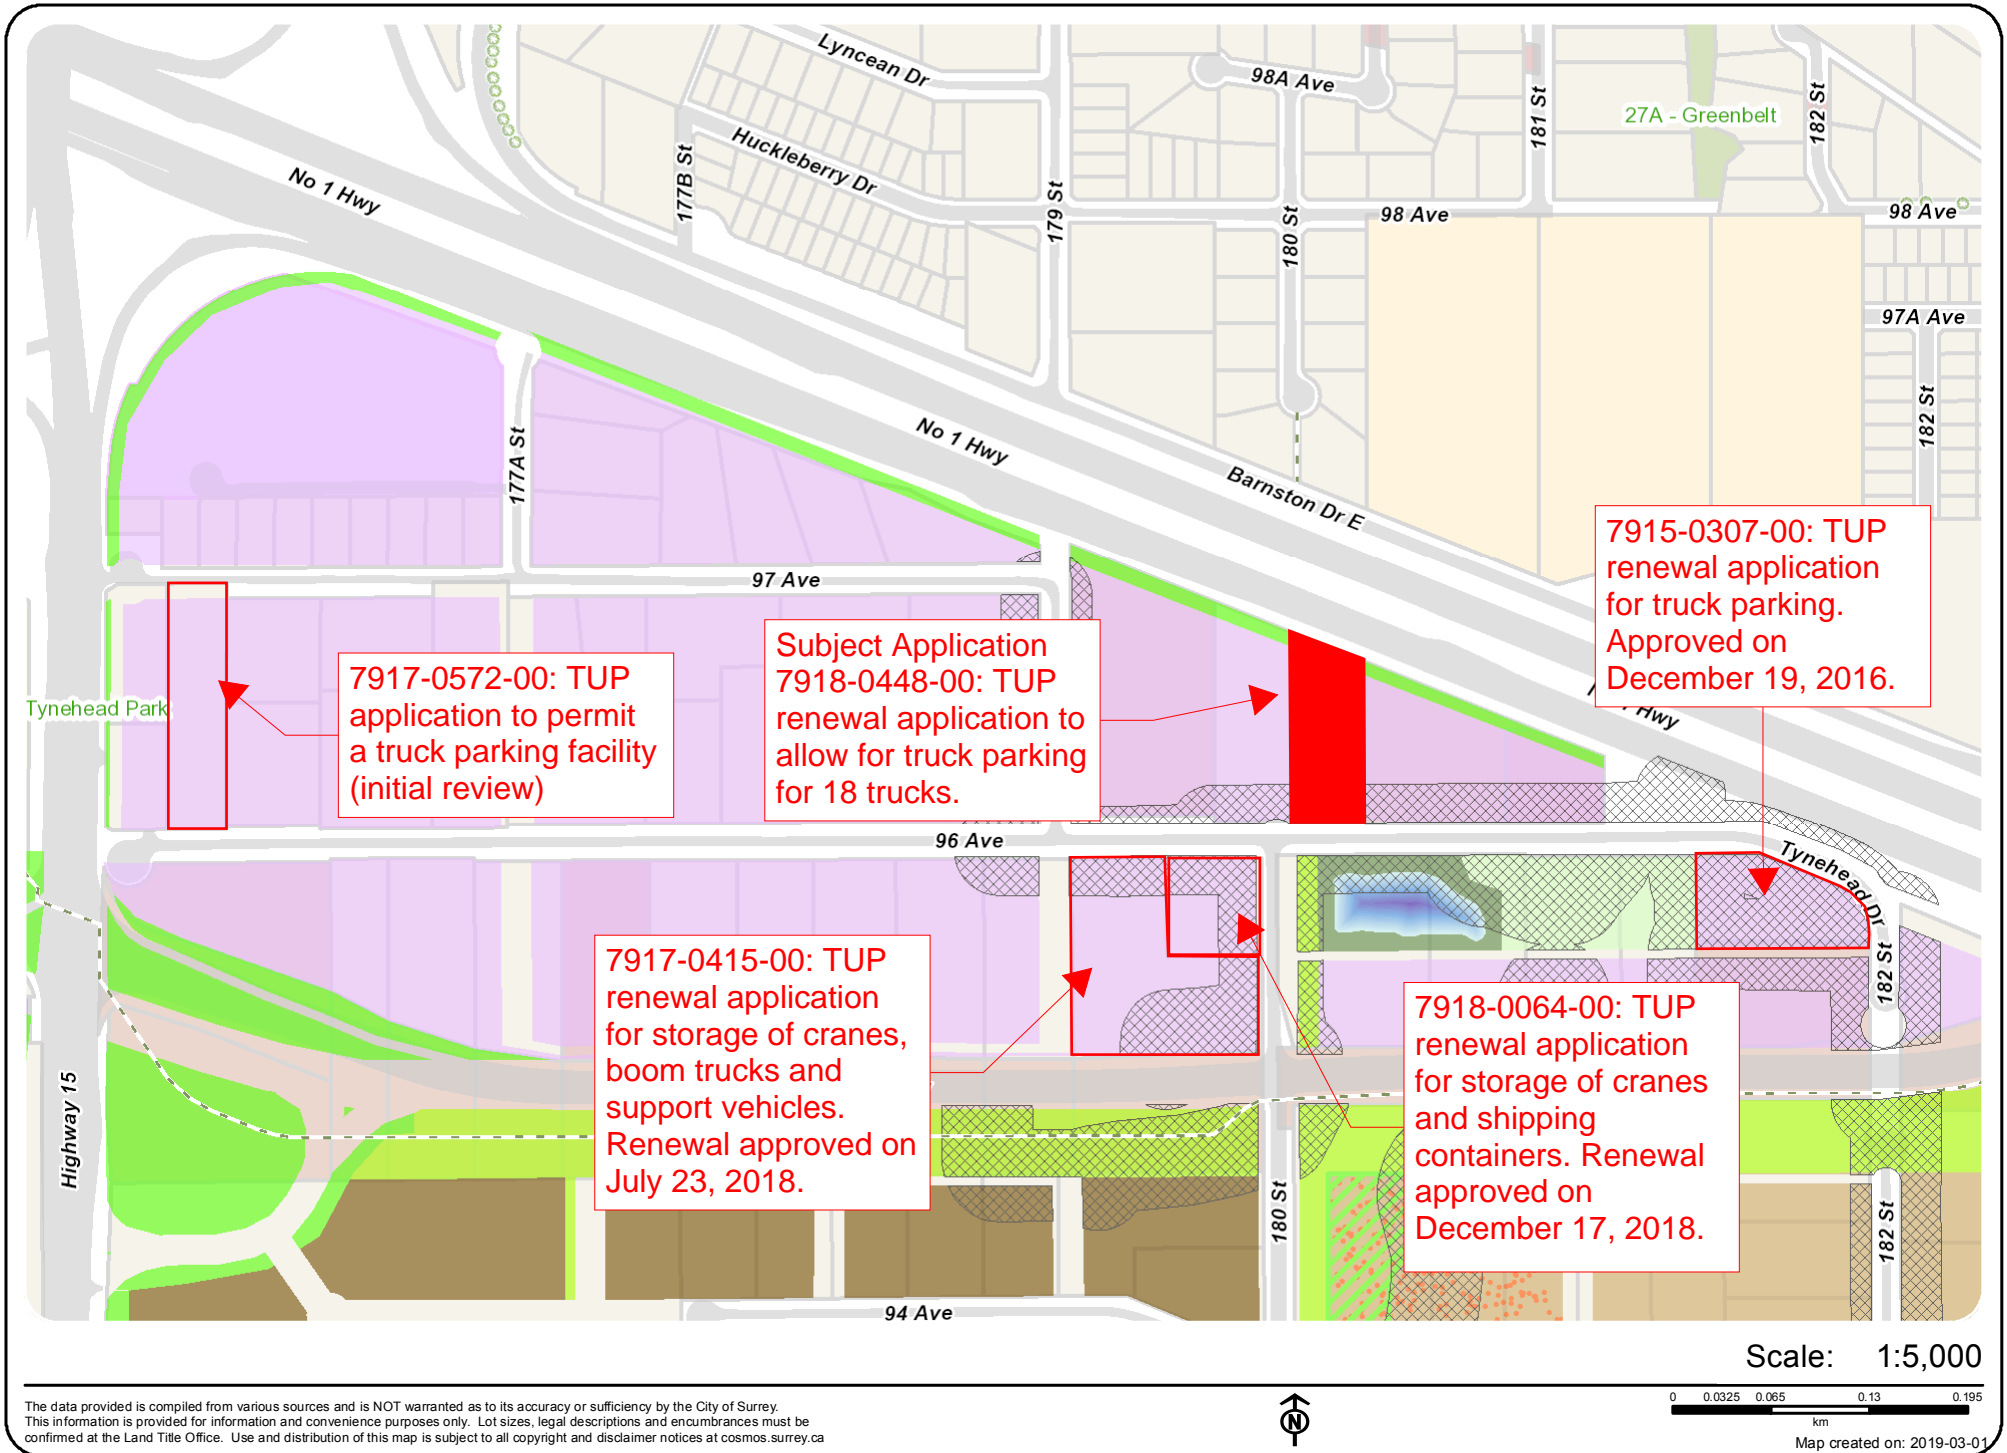 Lyncean Dr
98A Ave
181 St
27A - Greenbelt
182 St
Huckleberry Dr
177B St
No 1 Hwy
179 St
180 St
98 Ave
98 Ave
97A Ave
182 St
177A St
No 1 Hwy
Barnston Dr E
97 Ave
7915-0307-00: TUP
renewal application
for truck parking.
Approved on
December 19, 2016.
Hwy
Subject Application
7918-0448-00: TUP
renewal application to
allow for truck parking
for 18 trucks.
7917-0572-00: TUP
application to permit
a truck parking facility
(initial review)
Tynehead Park
96 Ave
Tynehead Dr
182 St
7917-0415-00: TUP
renewal application
for storage of cranes,
boom trucks and
support vehicles.
Renewal approved on
July 23, 2018.
7918-0064-00: TUP
renewal application
for storage of cranes
and shipping
containers. Renewal
approved on
December 17, 2018.
Highway 15
180 St
182 St
94 Ave
Scale: 1:5,000
The data provided is compiled from various sources and is NOT warranted as to its accuracy or sufficiency by the City of Surrey.
This information is provided for information and convenience purposes only. Lot sizes, legal descriptions and encumbrances must be
confirmed at the Land Title Office. Use and distribution of this map is subject to all copyright and disclaimer notices at cosmos.surrey.ca
N
0 0.0325 0.065 0.13 0.195
km
Map created on: 2019-03-01